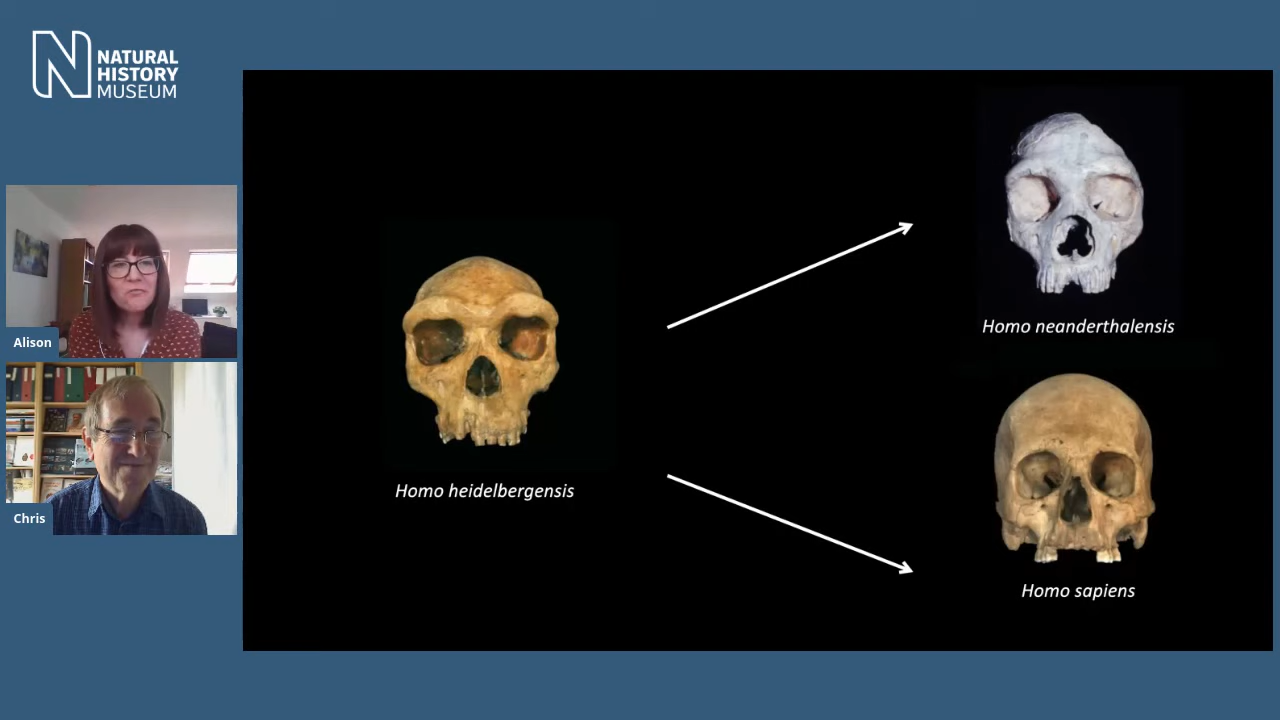 NATURAL
HISTORY
MUSEUM
Alison
Chris
Homo heidelbergensis
Homo neanderthalensis
Homo sapiens